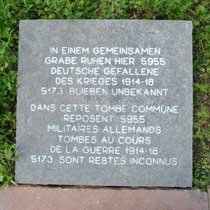 IN EINEM GEMEINSAMEN
GRABE RUHEN HIER 5955
DEUTSCHE GEFALLENE
DES KRIEGES 1914-18
5173 BLIEBEN UNBEKANNT
DANS CETTE TOMBE COMMUNE
REPOSENT 5955
MILITAIRES ALLEMANDS
TOMBES AU COURS
DE LA GUERRE 1914-18
5173 SONT RESTES INCONNUS